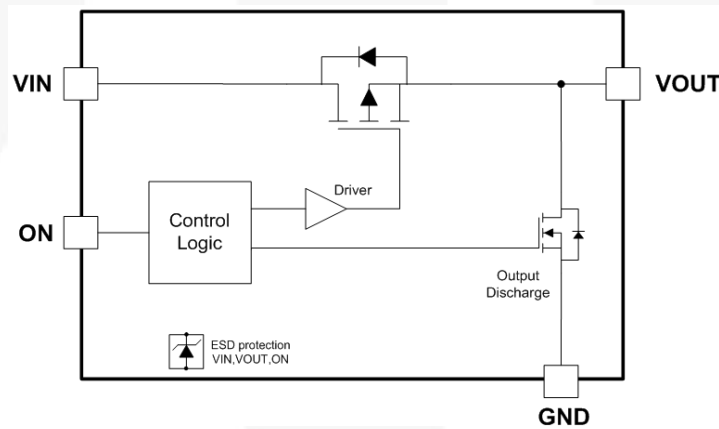 VIN
VOUT
Driver
ON
Control
Logic
Output
Discharge
ESD protection
VIN,VOUT,ON
GND